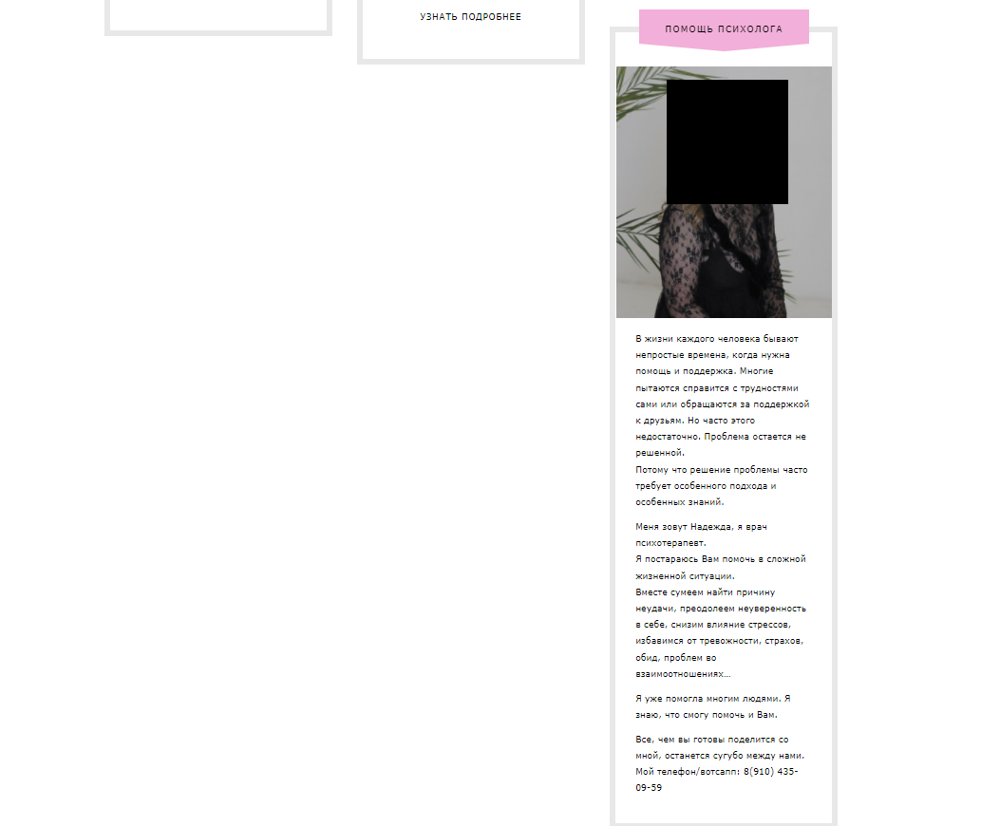 УЗНАТЬ ПОДРОБНЕЕ
ПОМОЩЬ ПСИХОЛОГА
В жизни каждого человека бывают
непростые времена, когда нужна
помощь и поддержка. Многие
пытаются справится с трудностями
сами или обращаются за поддержкой
к друзьям. Но часто этого
недостаточно. Проблема остается не
решенной.
Потому что решение проблемы часто
требует особенного подхода и
особенных знаний.
Меня зовут Надежда, я врач
психотерапевт.
Я постараюсь Вам помочь в сложной
жизненной ситуации.
Вместе сумеем найти причину
неудачи, преодолеем неуверенность
в себе, снизим влияние стрессов,
избавимся от тревожности, страхов,
обид, проблем во
взаимоотношениях...
Я уже помогла многим людями. Я
знаю, что смогу помочь и Вам.
Все, чем вы готовы поделится со
мной, останется сугубо между нами.
Мой телефон/вотсапп: 8(910) 435-
09-59